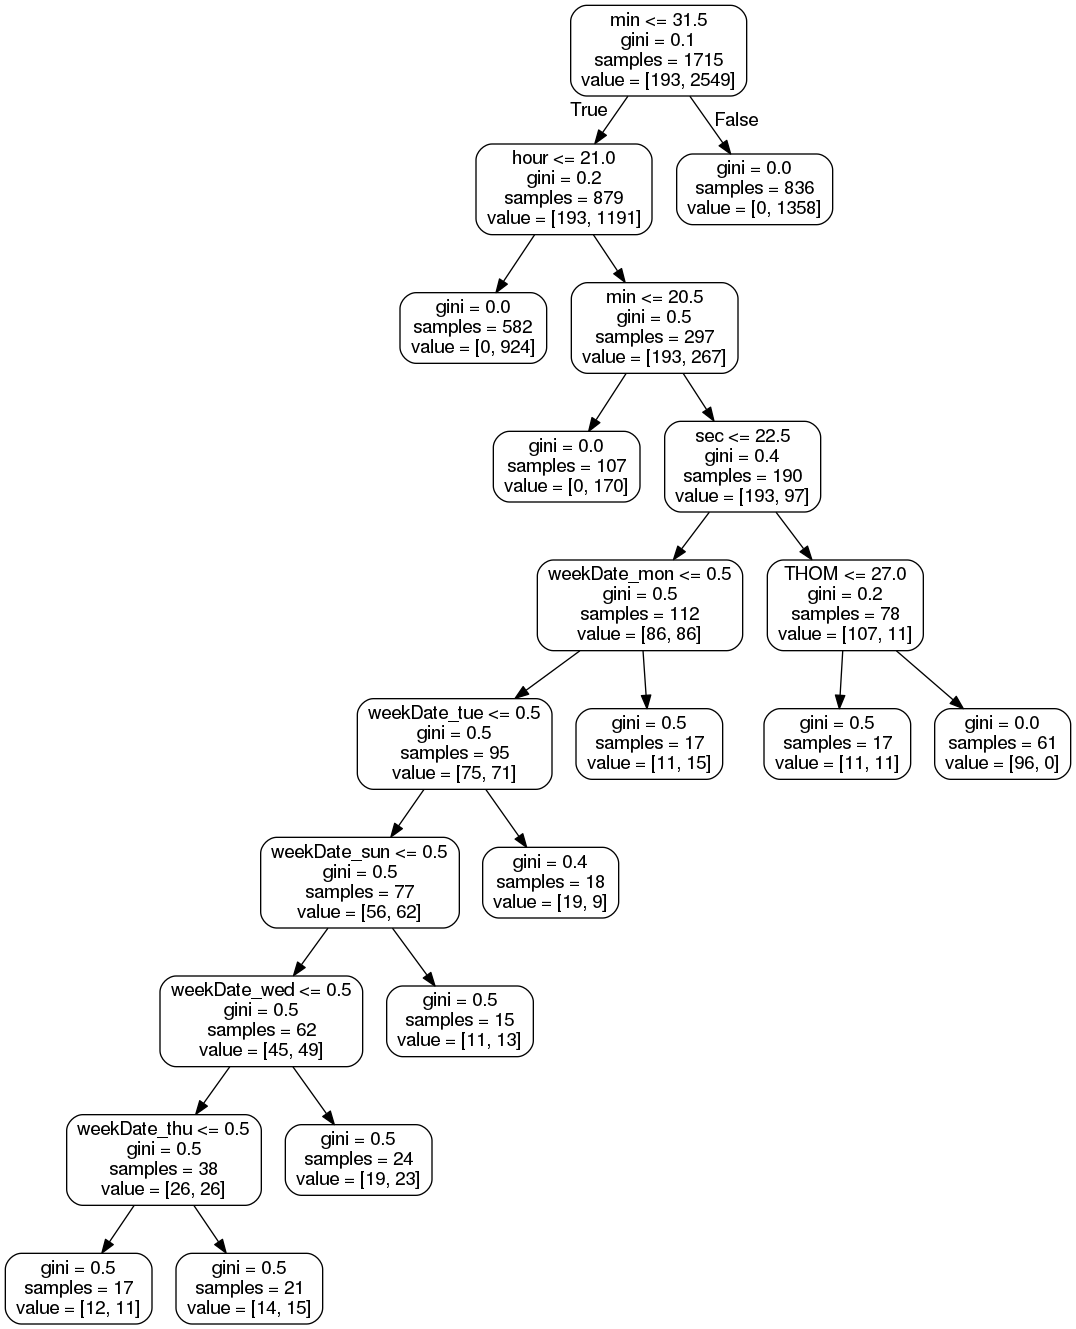 min <= 31.5
gini = 0.1
samples = 1715
value = [193, 2549]
True
False
hour <= 21.0
gini = 0.2
samples = 879
value = [193, 1191]
gini = 0.0
samples = 836
value = [0, 1358]
gini = 0.0
samples = 582
value = [0, 924]
min <= 20.5
gini = 0.5
samples = 297
value = [193, 267]
gini = 0.0
samples = 107
value = [0, 170]
sec <= 22.5
gini = 0.4
samples = 190
value = [193, 97]
weekDate_mon <= 0.5
gini = 0.5
samples = 112
value = [86, 86]
THOM <= 27.0
gini = 0.2
samples = 78
value = [107, 11]
weekDate_tue <= 0.5
gini = 0.5
samples = 95
value = [75, 71]
gini = 0.5
samples = 17
value = [11, 15]
gini = 0.5
samples = 17
value = [11, 11]
gini = 0.0
samples = 61
value = [96, 0]
weekDate_sun <= 0.5
gini = 0.5
samples = 77
value = [56, 62]
gini = 0.4
samples = 18
value = [19, 9]
weekDate_wed <= 0.5
gini = 0.5
samples = 62
value = [45, 49]
gini = 0.5
samples = 15
value = [11, 13]
weekDate_thu <= 0.5
gini = 0.5
samples = 38
value = [26, 26]
gini = 0.5
samples = 24
value = [19, 23]
gini = 0.5
samples = 17
value = [12, 11]
gini = 0.5
samples = 21
value = [14, 15]